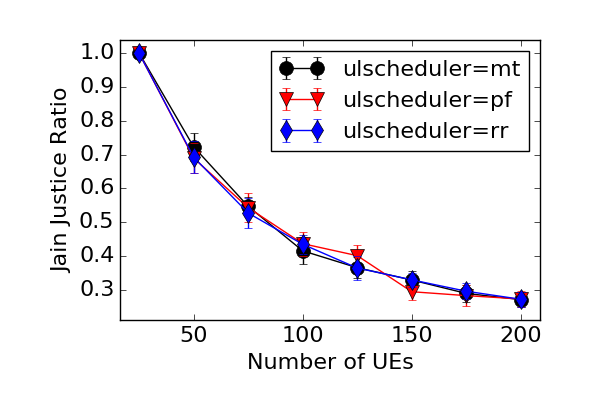 1.0
0.9
0.8
0.7
0.6
0.5
0.4
0.3
Jain Justice Ratio
ulscheduler=mt
ulscheduler=pf
ulscheduler=rr
50
100
150
200
Number of UEs